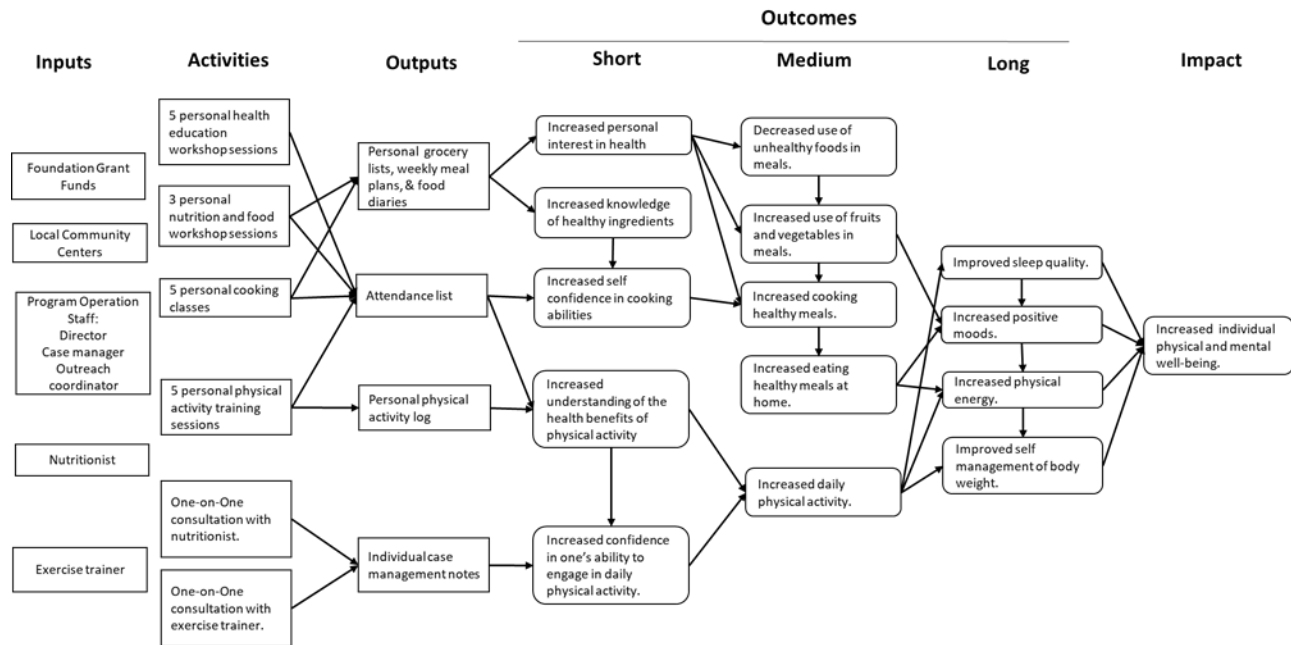 Outcomes
Inputs
Activities
Outputs
Short
Medium
Long
Impact
Foundation Grant
Funds
Local Community
Centers
Program Operation
Staff:
Director
Case manager
Outreach
coordinator
Nutritionist
Exercise trainer
5 personal health
education
workshop sessions
3 personal
nutrition and food
workshop sessions
5 personal cooking
classes
5 personal physical
activity training
sessions
One-on-One
consultation with
nutritionist.
One-on-One
consultation with
exercise trainer.
Personal grocery
lists, weekly meal
plans, & food
diaries
Attendance list
Personal physical
activity log
Individual case
management notes
Increased personal
interest in health
Increased knowledge
of healthy ingredients
Increased self
confidence in cooking
abilities
Increased
understanding of the
health benefits of
physical activity
Increased confidence
in one's ability to
engage in daily
physical activity.
Decreased use of
unhealthy foods in
meals.
Increased use of fruits
and vegetables in
meals.
Increased cooking
healthy meals.
Increased eating
healthy meals at
home.
Increased daily
physical activity.
Improved sleep quality.
Increased positive
moods.
Increased physical
energy.
Improved self
management of body
weight.
Increased individual
physical and mental
well-being.